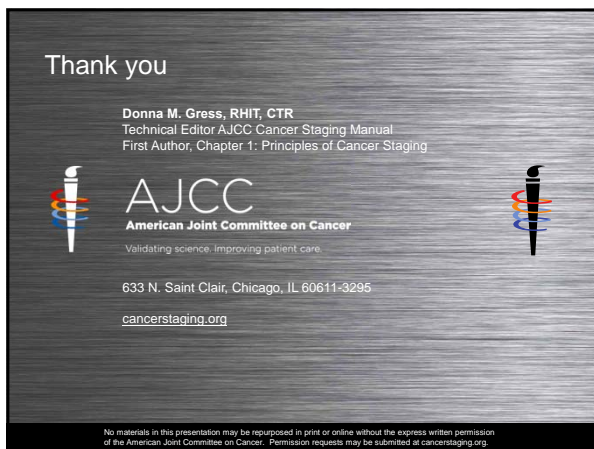 Thank you
Donna M. Gress, RHIT, CTR
Technical Editor AJCC Cancer Staging Manual
First Author, Chapter 1: Principles of Cancer Staging
AJCC
American Joint Committee on Cancer
Validating science. Improving patient care.
633 N. Saint Clair, Chicago, IL 60611-3295
cancerstaging.org
No materials in this presentation may be repurposed in print or online without the express written permission
of the American Joint Committee on Cancer. Permission requests may be submitted at cancerstaging.org.